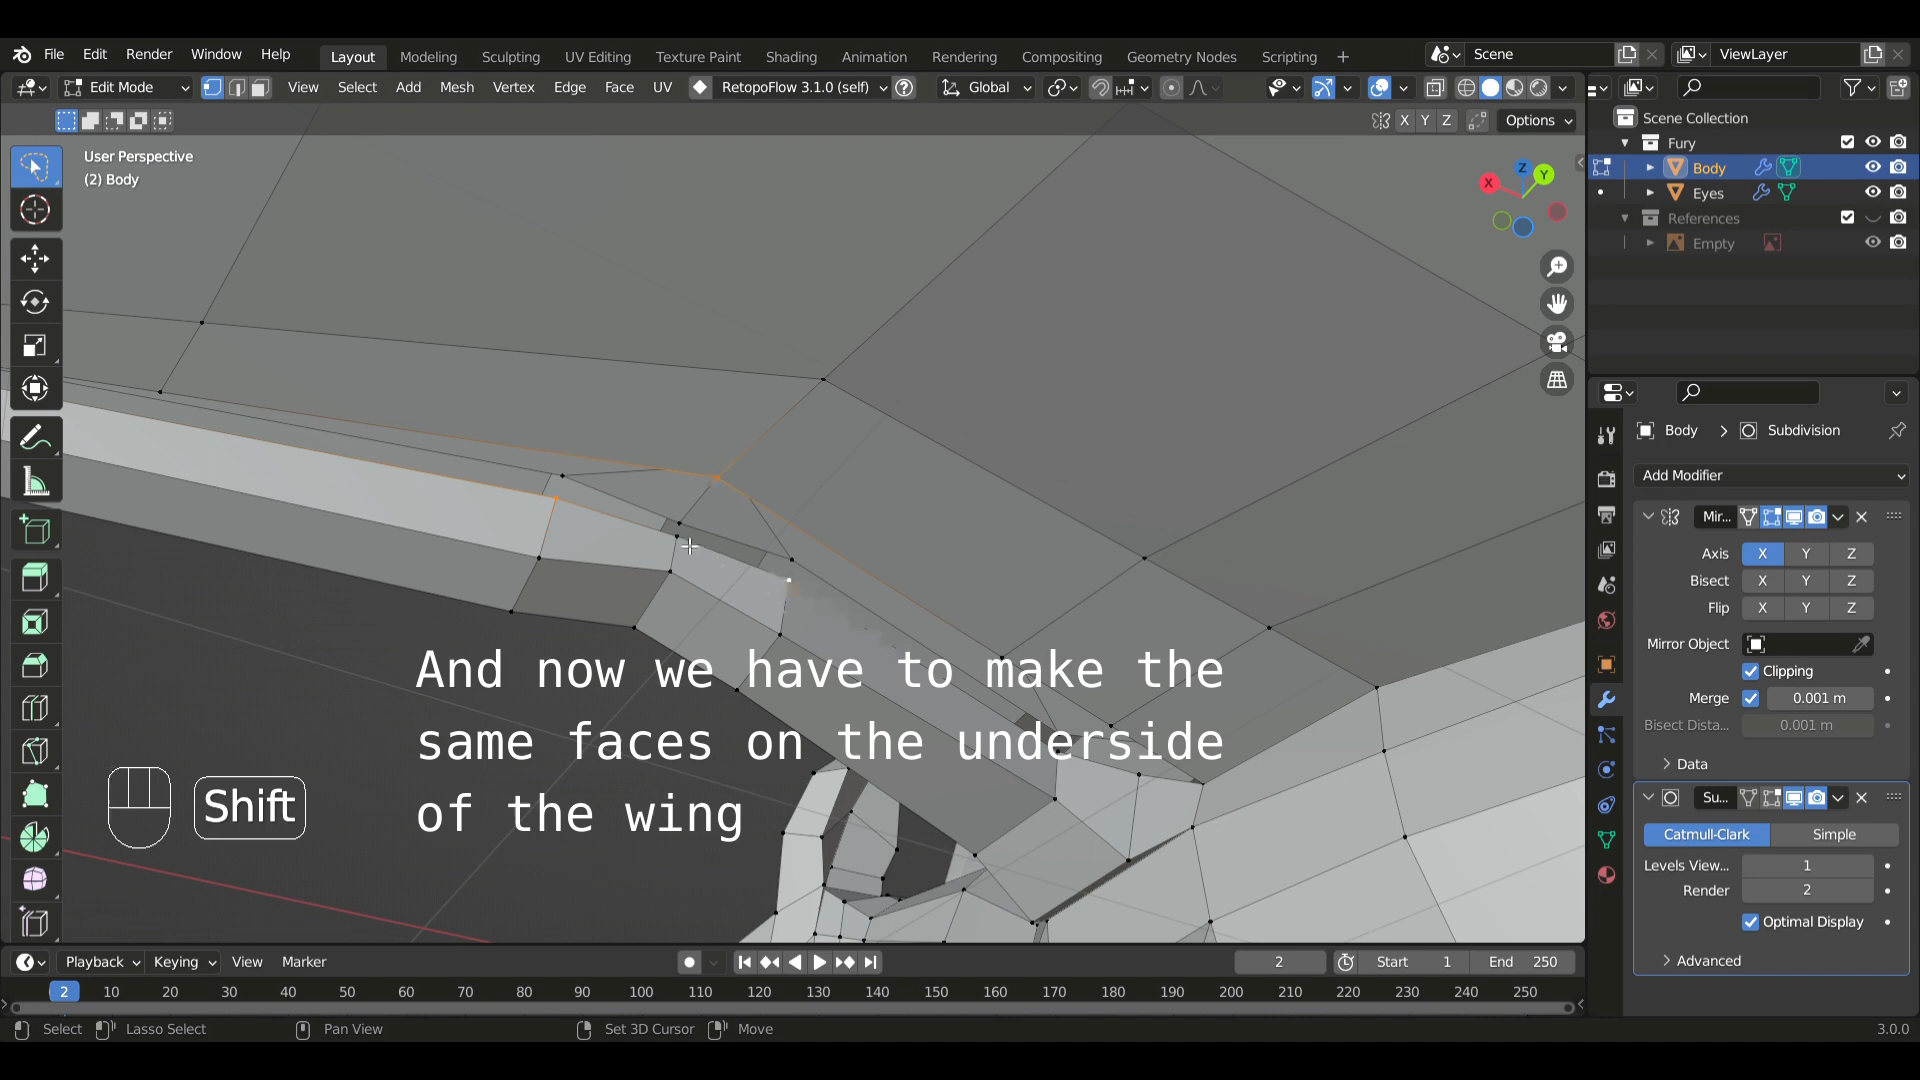 File Edit Render Window Help Layout Modeling Sculpting UV Editing Texture Paint Shading Animation Rendering Compositing Geometry Nodes Scripting + Scene ViewLayer
Edit Mode View Select Add Mesh Vertex Edge Face UV RetopoFlow 3.1.0 (self) Global
X Y Z Options
User Perspective
(2) Body
X Y Z
Scene Collection
Fury
Body
Eyes
References
Empty
Body > Subdivision
Add Modifier
Mir...
Axis X Y Z
Bisect X Y Z
Flip X Y Z
Mirror Object
Clipping
Merge 0.001 m
Bisect Dista... 0.001 m
Data
Su...
Catmull-Clark Simple
Levels View... 1
Render 2
Optimal Display
Advanced
And now we have to make the
same faces on the underside
of the wing
Shift
Playback Keying View Marker 2 Start 1 End 250
2 10 20 30 40 50 60 70 80 90 100 110 120 130 140 150 160 170 180 190 200 210 220 230 240 250
Select Lasso Select Pan View Set 3D Cursor Move 3.0.0